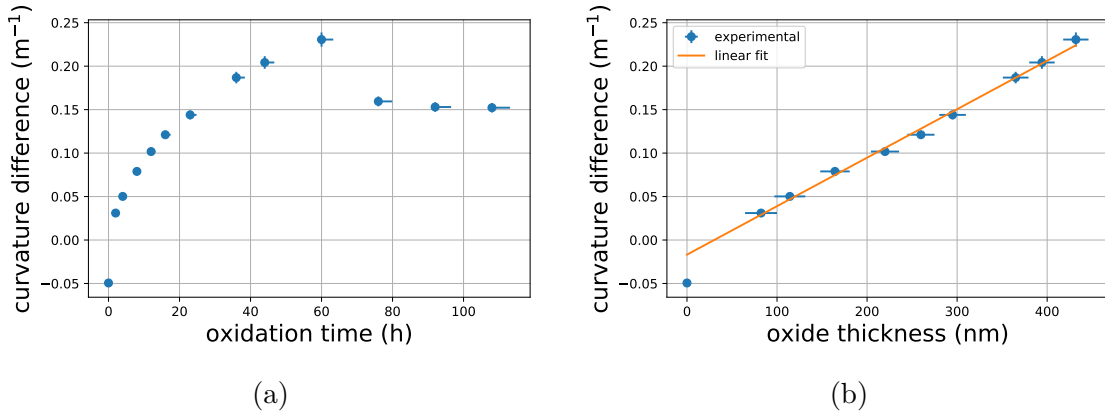 0.25
0.20
0.15
0.10
0.05
0.00
−0.05
curvature difference (m⁻¹)
0 20 40 60 80 100
oxidation time (h)
(a)
0.25
0.20
0.15
0.10
0.05
0.00
−0.05
curvature difference (m⁻¹)
experimental
linear fit
0 100 200 300 400
oxide thickness (nm)
(b)